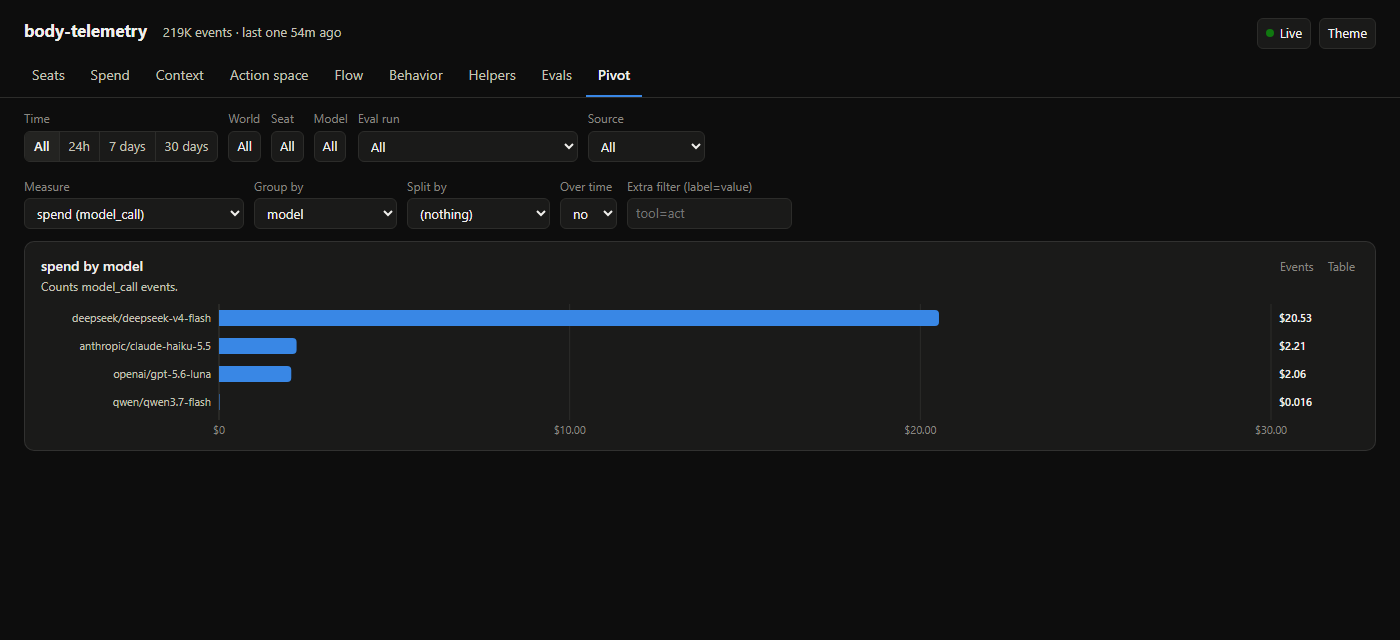 body-telemetry 219K events · last one 54m ago Live Theme
Seats Spend Context Action space Flow Behavior Helpers Evals Pivot
Time World Seat Model Eval run Source
All 24h 7 days 30 days All All All All All
Measure Group by Split by Over time Extra filter (label=value)
spend (model_call) model (nothing) no tool=act
spend by model Events Table
Counts model_call events.
deepseek/deepseek-v4-flash $20.53
anthropic/claude-haiku-5.5 $2.21
openai/gpt-5.6-luna $2.06
qwen/qwen3.7-flash $0.016
$0 $10.00 $20.00 $30.00